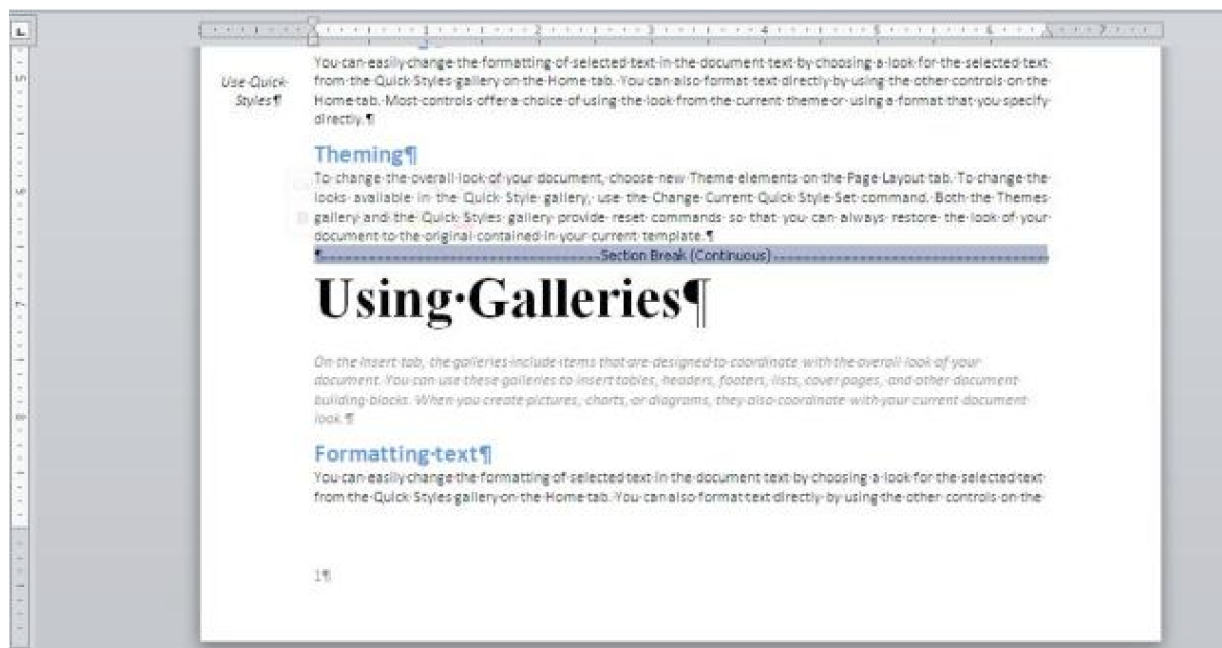 You can easily change the formatting of selected text in the document text by choosing a look for the selected text
Use Quick
Styles¶
from the Quick Styles gallery on the Home tab. You can also format text directly by using the other controls on the
Home tab. Most controls offer a choice of using the look from the current theme or using a format that you specify
directly.¶
Theming¶
To change the overall look of your document, choose new Theme elements on the Page Layout tab. To change the
looks available in the Quick Style gallery, use the Change Current Quick Style Set command. Both the Themes
gallery and the Quick Styles gallery provide reset commands so that you can always restore the look of your
document to the original contained in your current template.¶
¶ Section Break (Continuous)
Using·Galleries¶
On the Insert tab, the galleries include items that are designed to coordinate with the overall look of your
document. You can use these galleries to insert tables, headers, footers, lists, cover pages, and other document
building blocks. When you create pictures, charts, or diagrams, they also coordinate with your current document
look.¶
Formatting·text¶
You can easily change the formatting of selected text in the document text by choosing a look for the selected text
from the Quick Styles gallery on the Home tab. You can also format text directly by using the other controls on the
1¶